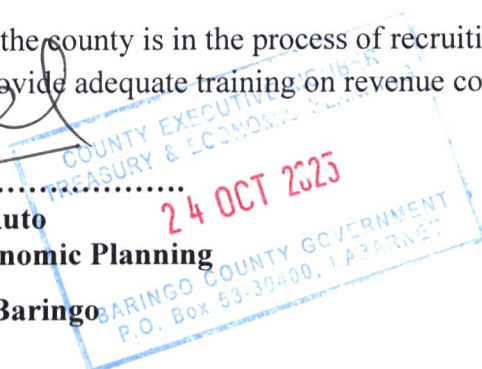 the county is in the process of recruiti
ovide adequate training on revenue co
COUNTY EXECUTIVE MEMBER
TREASURY & ECONOMIC
24 OCT 2025
uto
nomic Planning
BARINGO COUNTY GOVERNMENT
Baringo
P.O. Box 53-30400, KABARNET